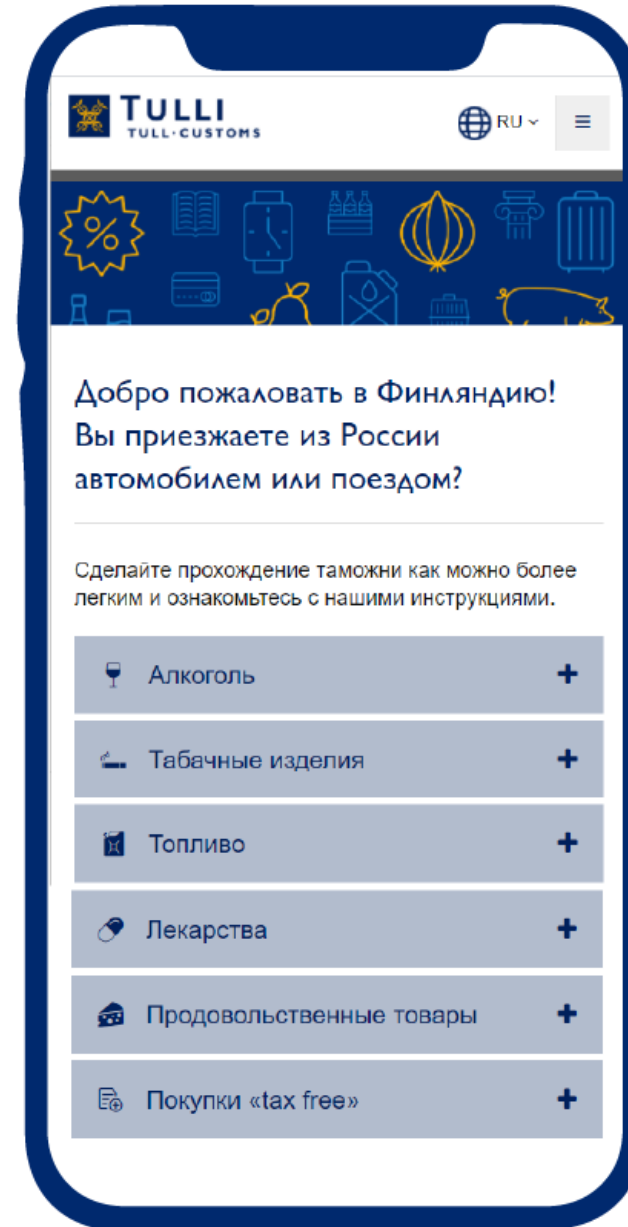 TULLI
TULL·CUSTOMS
RU
%
Добро пожаловать в Финляндию!
Вы приезжаете из России
автомобилем или поездом?
Сделайте прохождение таможни как можно более
легким и ознакомьтесь с нашими инструкциями.
Алкоголь +
Табачные изделия +
Топливо +
Лекарства +
Продовольственные товары +
Покупки «tax free» +